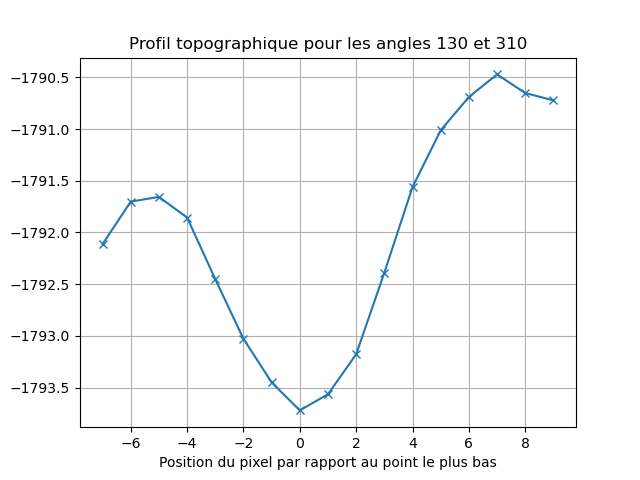 Profil topographique pour les angles 130 et 310
−1790.5
−1791.0
−1791.5
−1792.0
−1792.5
−1793.0
−1793.5
−6 −4 −2 0 2 4 6 8
Position du pixel par rapport au point le plus bas